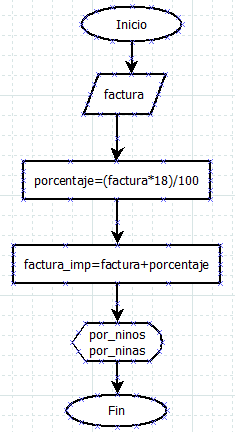 Inicio
factura
porcentaje=(factura*18)/100
factura_imp=factura+porcentaje
por_ninos
por_ninas
Fin